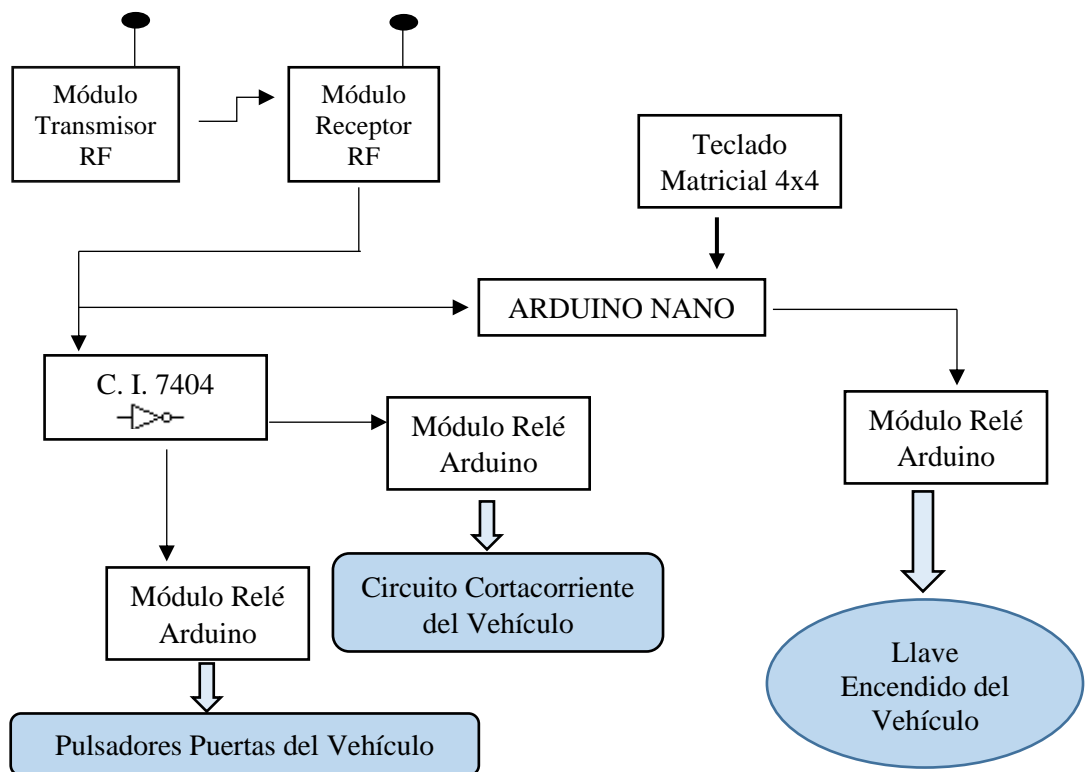 Módulo
Transmisor
RF
Módulo
Receptor
RF
Teclado
Matricial 4x4
ARDUINO NANO
C. I. 7404
Módulo Relé
Arduino
Módulo Relé
Arduino
Módulo Relé
Arduino
Circuito Cortacorriente
del Vehículo
Llave
Encendido del
Vehículo
Pulsadores Puertas del Vehículo